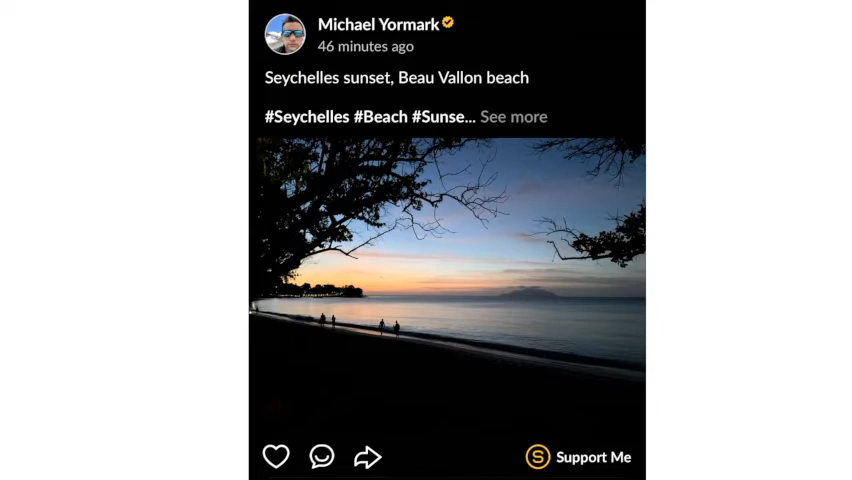 Michael Yormark
46 minutes ago
Seychelles sunset, Beau Vallon beach
#Seychelles #Beach #Sunse... See more
S Support Me